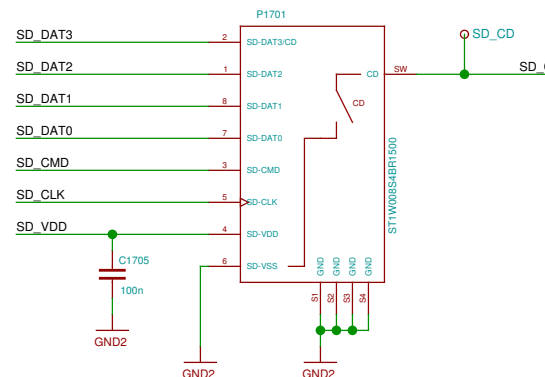 P1701
SD_DAT3 2 SD-DAT3/CD
SD_CD
SD_DAT2 1 SD-DAT2 CD SW
SD_DAT1 8 SD-DAT1 CD
SD_DAT0 7 SD-DAT0
SD_CMD 3 SD-CMD
SD_CLK 5 SD-CLK
SD_VDD 4 SD-VDD
6 SD-VSS
ST1W008S4BR1500
C1705
100n
GND GND GND GND
S1 S2 S3 S4
GND2
GND2
GND2